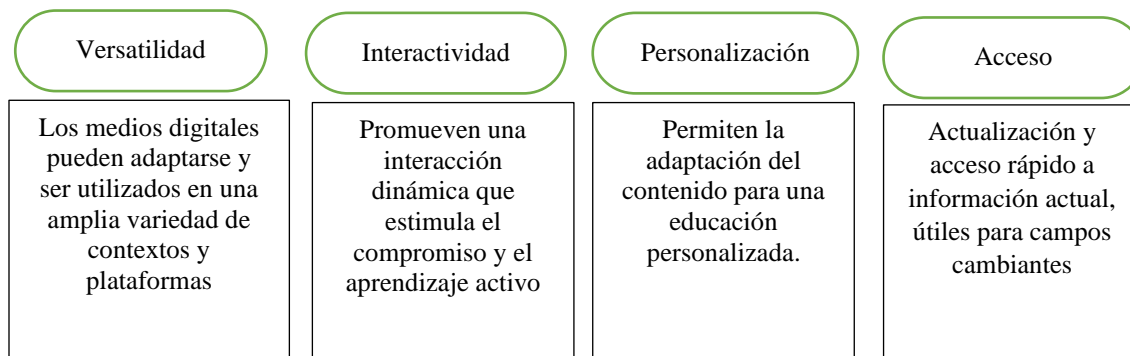 Versatilidad
Los medios digitales
pueden adaptarse y
ser utilizados en una
amplia variedad de
contextos y
plataformas
Interactividad
Promueven una
interacción
dinámica que
estimula el
compromiso y el
aprendizaje activo
Personalización
Permiten la
adaptación del
contenido para una
educación
personalizada.
Acceso
Actualización y
acceso rápido a
información actual,
útiles para campos
cambiantes